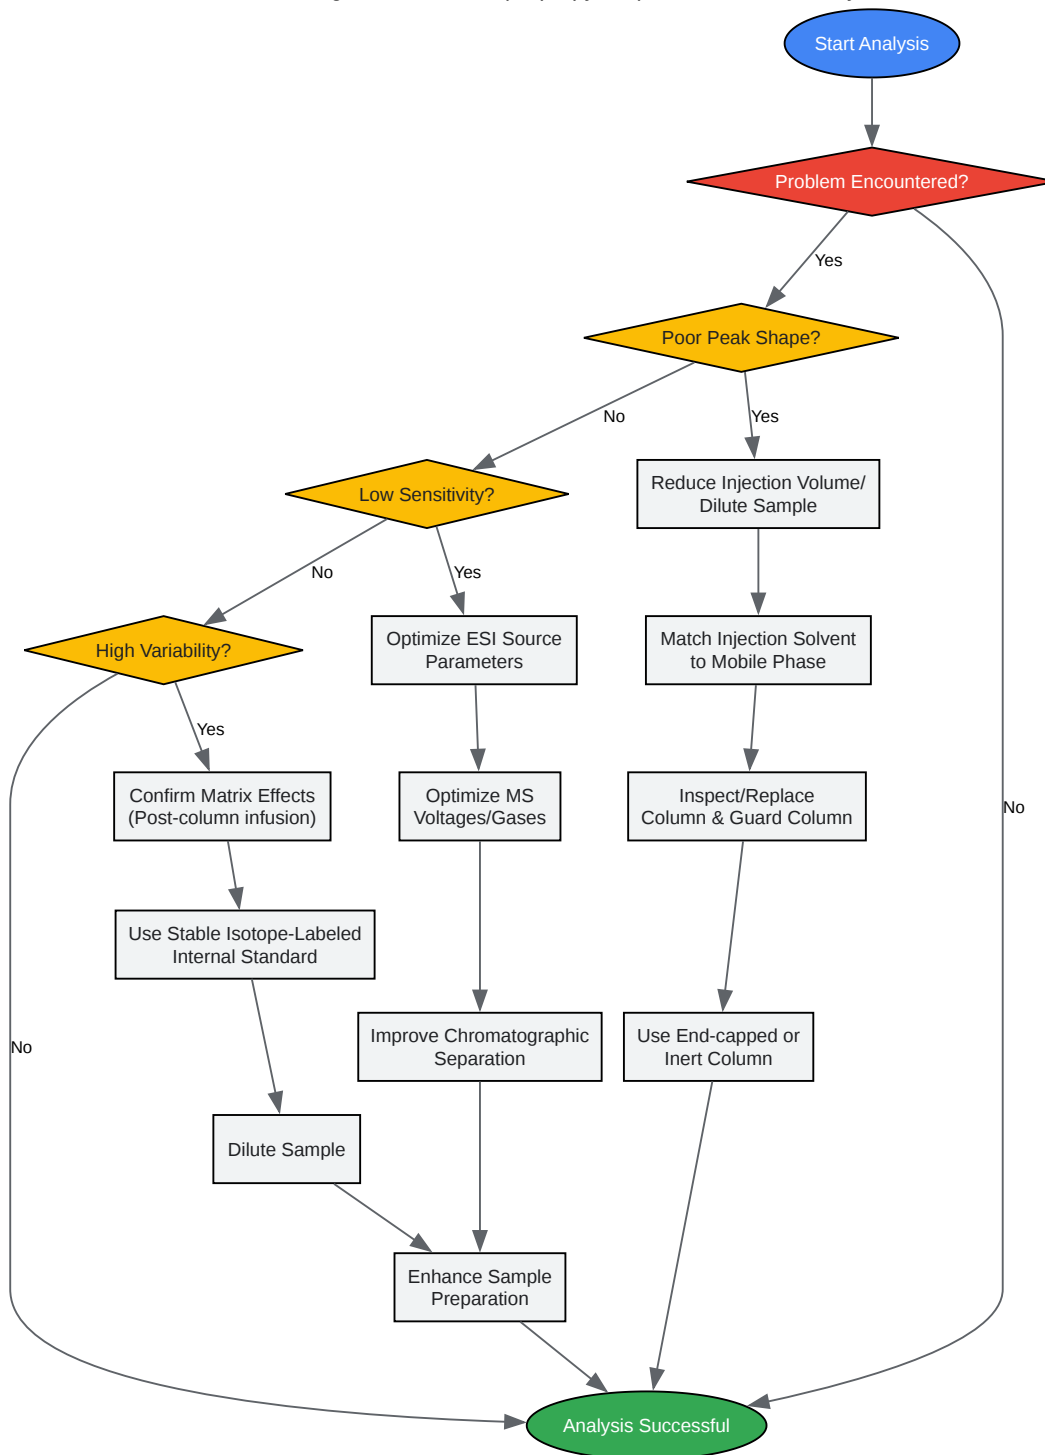 Start Analysis
Problem Encountered?
Yes
Poor Peak Shape?
No
Yes
Low Sensitivity?
Reduce Injection Volume/
Dilute Sample
No
Yes
High Variability?
Optimize ESI Source
Parameters
Match Injection Solvent
to Mobile Phase
Yes
Confirm Matrix Effects
(Post-column infusion)
Optimize MS
Voltages/Gases
Inspect/Replace
Column & Guard Column
No
Use Stable Isotope-Labeled
Internal Standard
No
Improve Chromatographic
Separation
Use End-capped or
Inert Column
Dilute Sample
Enhance Sample
Preparation
Analysis Successful